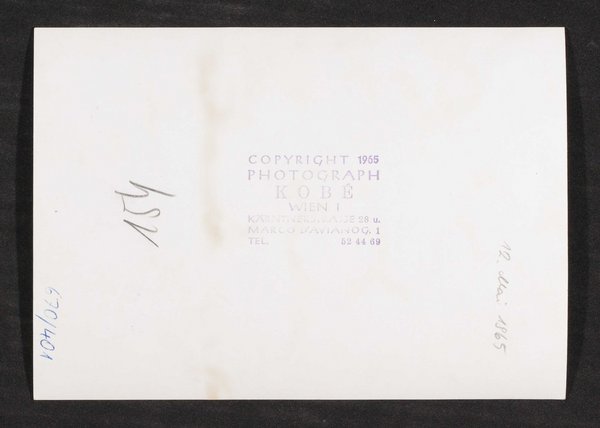 COPYRIGHT 1965
PHOTOGRAPH
KOBÉ
WIEN I
KÄRNTNERSTRASSE 28 u.
MARCO D'AVIANOG. 1
TEL. 52 44 69
154
670/401
12. Mai 1965